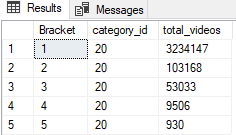 Results Messages
Bracket category_id total_videos
1 1 20 3234147
2 2 20 103168
3 3 20 53033
4 4 20 9506
5 5 20 930